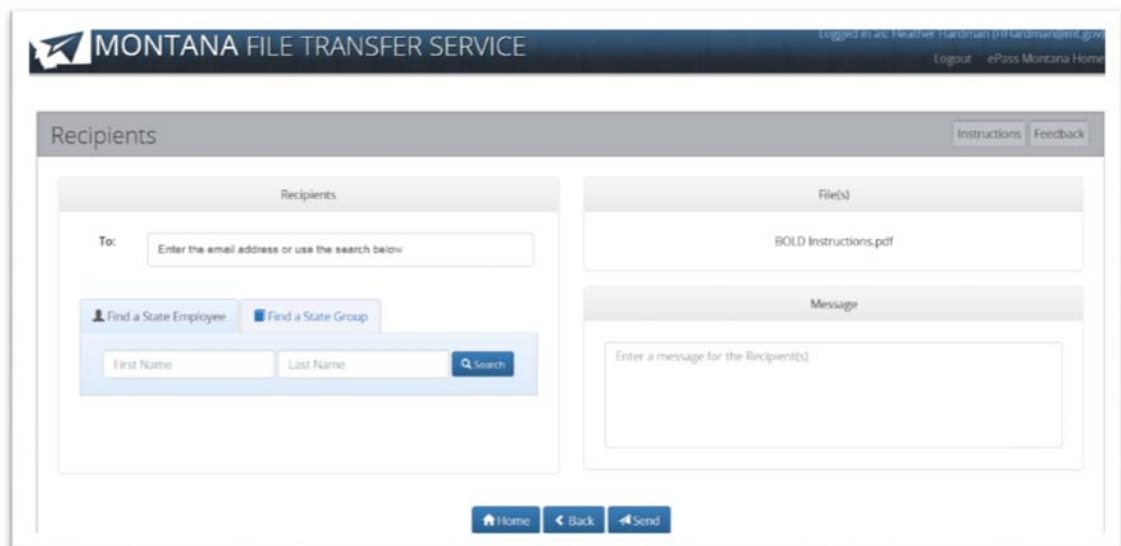 MONTANA FILE TRANSFER SERVICE
Logged in as: Heather Hardman (HHardman@mt.gov)
Logout ePass Montana Home
Recipients
Instructions Feedback
Recipients
To: Enter the email address or use the search below
Find a State Employee Find a State Group
First Name Last Name Search
File(s)
BOLD Instructions.pdf
Message
Enter a message for the Recipient(s)
Home Back Send